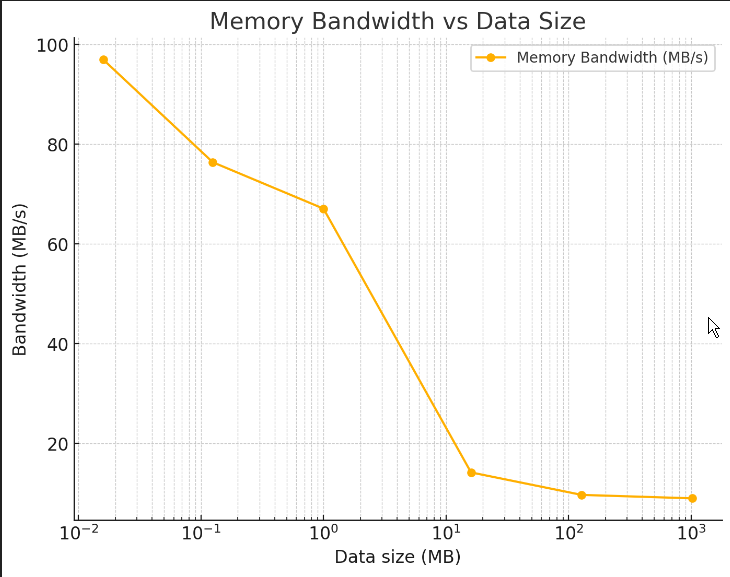 Memory Bandwidth vs Data Size
Memory Bandwidth (MB/s)
Bandwidth (MB/s)
100
80
60
40
20
10⁻² 10⁻¹ 10⁰ 10¹ 10² 10³
Data size (MB)